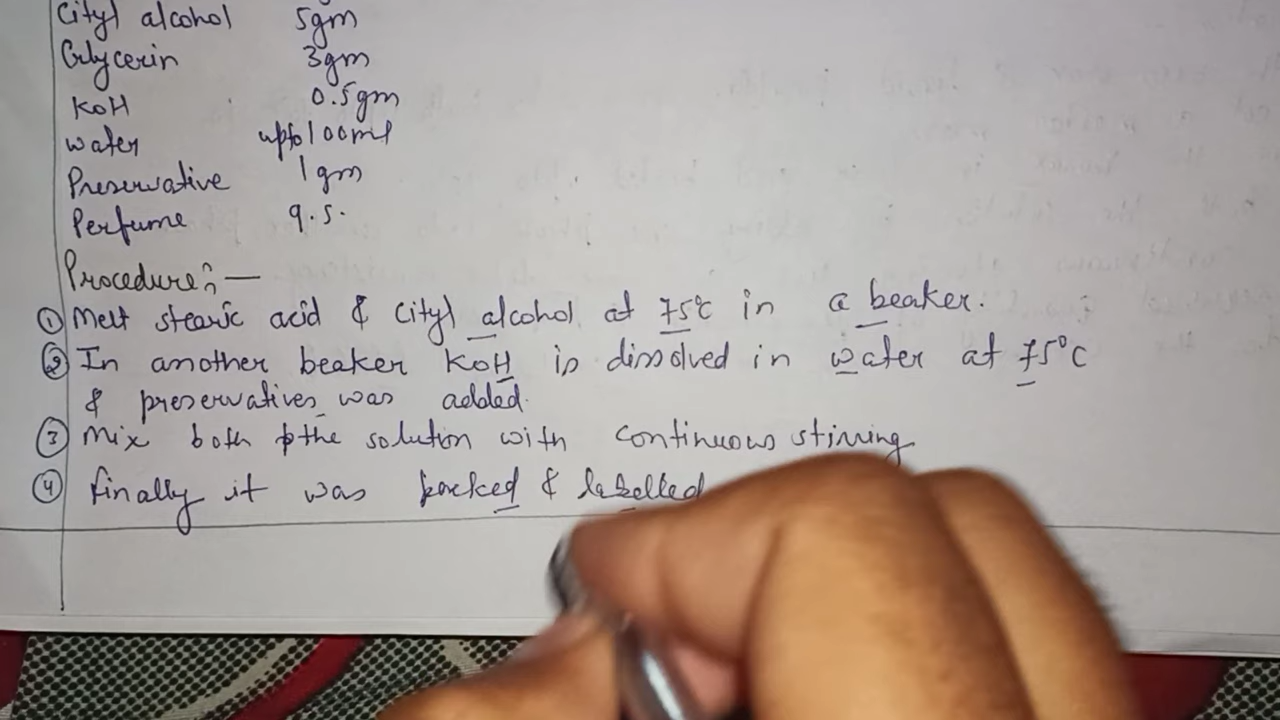 Cityl alcohol 5gm
Glycerin 3gm
KOH 0.5gm
water upto 100ml
Preservative 1gm
Perfume q.s.
Procedure:—
① Melt stearic acid & Cityl alcohol at 75°C in a beaker.
② In another beaker KOH is dissolved in water at 75°C
& preservatives was added.
③ Mix both the solution with continuous stirring
④ finally it was packed & labelled